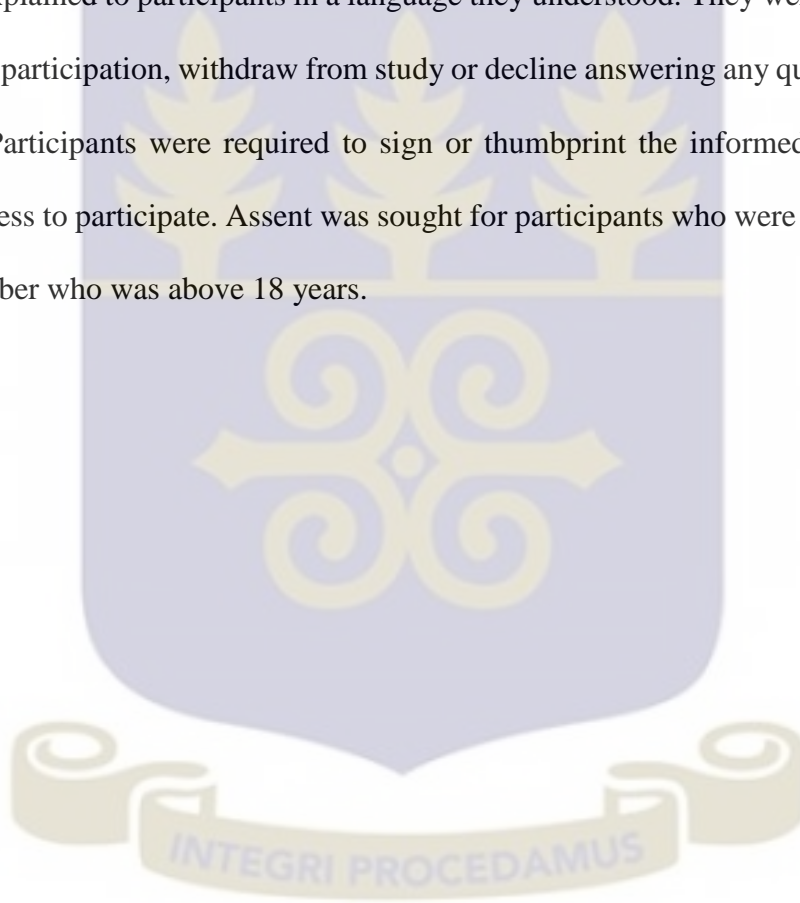 plained to participants in a language they understood. They wer
participation, withdraw from study or decline answering any qu
Participants were required to sign or thumbprint the informed
ess to participate. Assent was sought for participants who were
ber who was above 18 years.
INTEGRI PROCEDAMUS